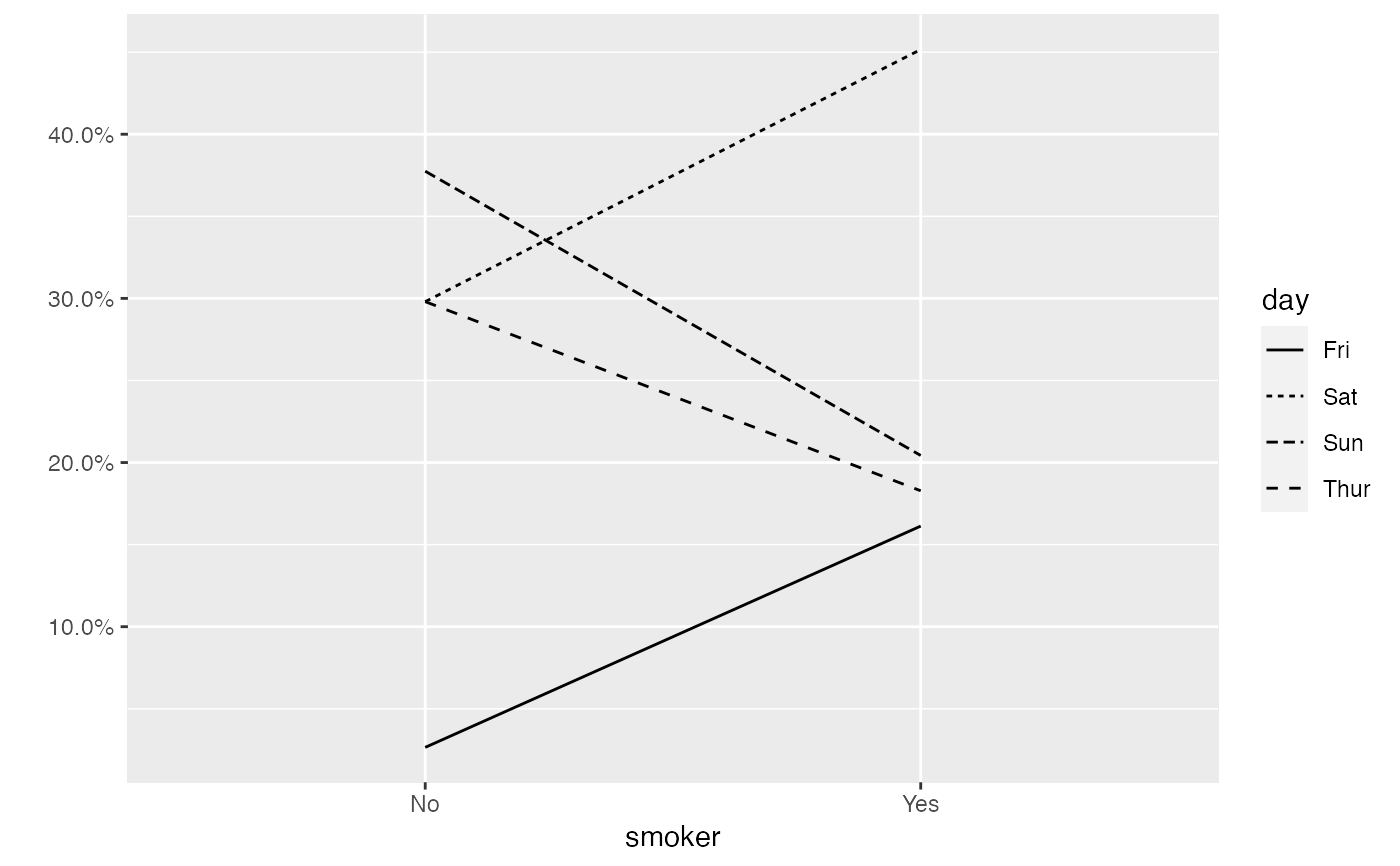 40.0%
30.0%
20.0%
10.0%
No
Yes
smoker
day
Fri
Sat
Sun
Thur